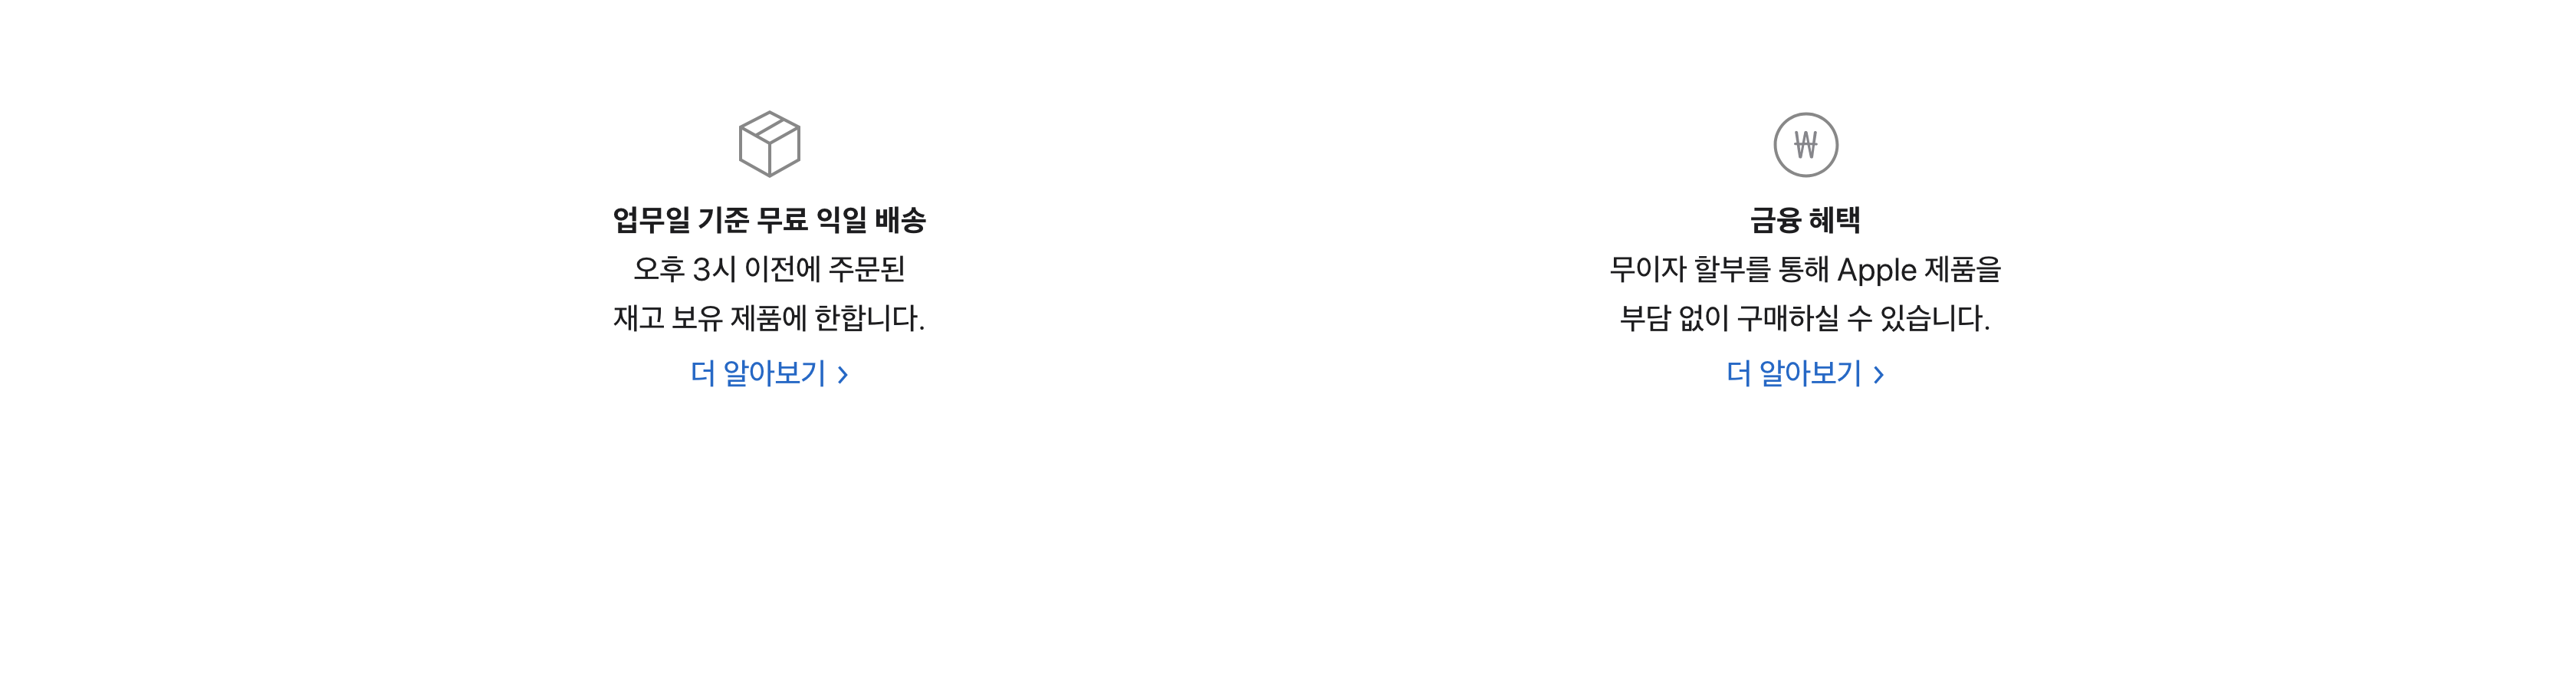 업무일 기준 무료 익일 배송
오후 3시 이전에 주문된
재고 보유 제품에 한합니다.
더 알아보기 >
₩
금융 혜택
무이자 할부를 통해 Apple 제품을
부담 없이 구매하실 수 있습니다.
더 알아보기 >